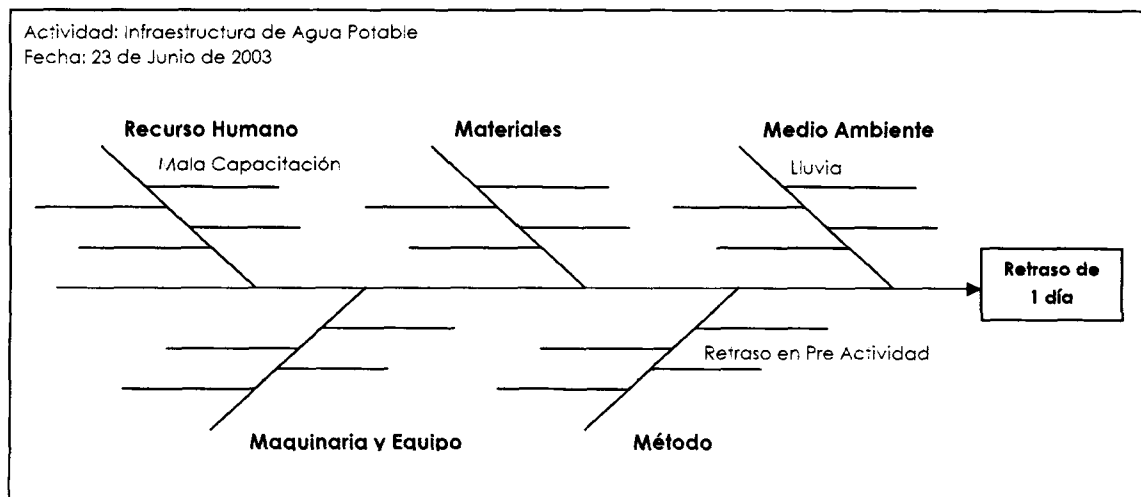 Actividad: Infraestructura de Agua Potable
Fecha: 23 de Junio de 2003
Recurso Humano
Materiales
Medio Ambiente
Mala Capacitación
Lluvia
Retraso de
1 día
Retraso en Pre Actividad
Maquinaria y Equipo
Método